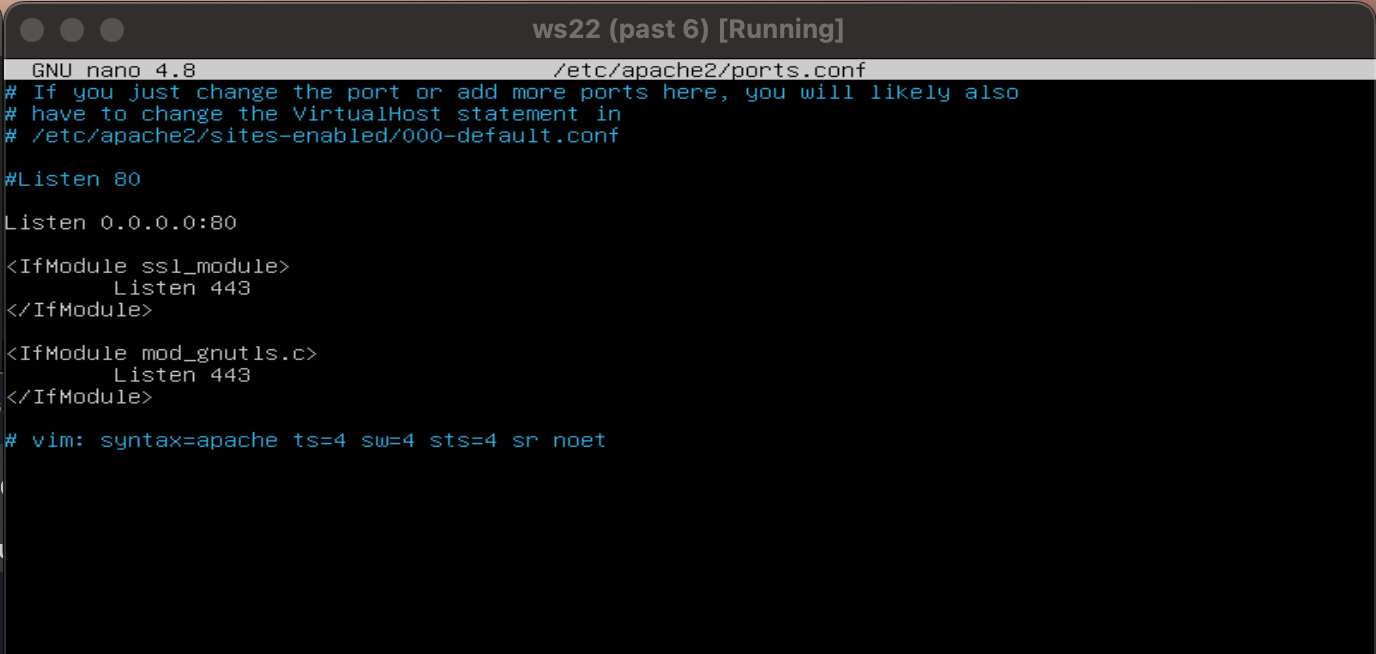 ws22 (past 6) [Running]
GNU nano 4.8 /etc/apache2/ports.conf
# If you just change the port or add more ports here, you will likely also
# have to change the VirtualHost statement in
# /etc/apache2/sites-enabled/000-default.conf
#Listen 80
Listen 0.0.0.0:80
<IfModule ssl_module>
Listen 443
</IfModule>
<IfModule mod_gnutls.c>
Listen 443
</IfModule>
# vim: syntax=apache ts=4 sw=4 sts=4 sr noet